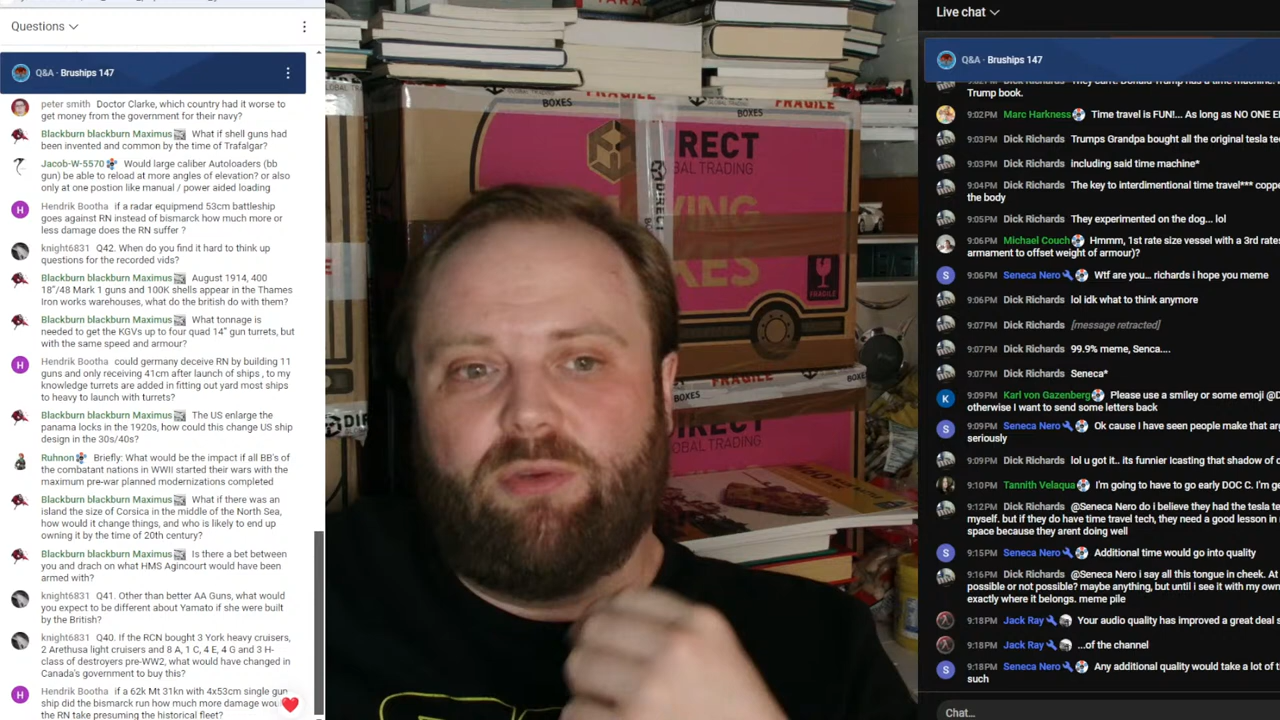 Questions
Q&A · Bruships 147
peter smith Doctor Clarke, which country had it worse to
get money from the government for their navy?
Blackburn blackburn Maximus What if shell guns had
been invented and common by the time of Trafalgar?
Jacob-W-5570 Would large caliber Autoloaders (bb
gun) be able to reload at more angles of elevation? or also
only at one postion like manual / power aided loading
Hendrik Bootha if a radar equipmend 53cm battleship
goes against RN instead of bismarck how much more or
less damage does the RN suffer ?
knight6831 Q42. When do you find it hard to think up
questions for the recorded vids?
Blackburn blackburn Maximus August 1914, 400
18"/48 Mark 1 guns and 100K shells appear in the Thames
Iron works warehouses, what do the british do with them?
Blackburn blackburn Maximus What tonnage is
needed to get the KGVs up to four quad 14" gun turrets, but
with the same speed and armour?
Hendrik Bootha could germany deceive RN by building 11
guns and only receiving 41cm after launch of ships , to my
knowledge turrets are added in fitting out yard most ships
to heavy to launch with turrets?
Blackburn blackburn Maximus The US enlarge the
panama locks in the 1920s, how could this change US ship
design in the 30s/40s?
Ruhnon Briefly: What would be the impact if all BB's of
the combatant nations in WWII started their wars with the
maximum pre-war planned modernizations completed
Blackburn blackburn Maximus What if there was an
island the size of Corsica in the middle of the North Sea,
how would it change things, and who is likely to end up
owning it by the time of 20th century?
Blackburn blackburn Maximus Is there a bet between
you and drach on what HMS Agincourt would have been
armed with?
knight6831 Q41. Other than better AA Guns, what would
you expect to be different about Yamato if she were built
by the British?
knight6831 Q40. If the RCN bought 3 York heavy cruisers,
2 Arethusa light cruisers and 8 A, 1 C, 4 E, 4 G and 3 H-
class of destroyers pre-WW2, what would have changed in
Canada's government to buy this?
Hendrik Bootha if a 62k Mt 31kn with 4x53cm single gun
ship did the bismarck run how much more damage wou
the RN take presuming the historical fleet?
BOXES
FRAGILE
BOXES
FRAGILE
DIRECT
GLOBAL TRADING
DIRECT
MOVING
BOXES
FRAGILE
FRAGILE
BOXES
FRAGILE
BOXES
DIRECT
GLOBAL TRADING
Live chat
Q&A · Bruships 147
Trump book.
9:02PM Marc Harkness Time travel is FUN!... As long as NO ONE
9:03PM Dick Richards Trumps Grandpa bought all the original tesla
9:03PM Dick Richards including said time machine*
9:04PM Dick Richards The key to interdimentional time travel*** copp
the body
9:05PM Dick Richards They experimented on the dog... lol
9:06PM Michael Couch Hmmm, 1st rate size vessel with a 3rd rate
armament to offset weight of armour)?
9:06PM Seneca Nero Wtf are you... richards i hope you meme
9:06PM Dick Richards lol idk what to think anymore
9:07PM Dick Richards [message retracted]
9:07PM Dick Richards 99.9% meme, Senca....
9:07PM Dick Richards Seneca*
9:09PM Karl von Gazenberg Please use a smiley or some emoji @D
otherwise I want to send some letters back
9:09PM Seneca Nero Ok cause I have seen people make that ar
seriously
9:09PM Dick Richards lol u got it.. its funnier lcasting that shadow of
9:10PM Tannith Velaqua I'm going to have to go early DOC C. I'm g
9:12PM Dick Richards @Seneca Nero do i believe they had the tesla
myself. but if they do have time travel tech, they need a good lesson in
space because they arent doing well
9:15PM Seneca Nero Additional time would go into quality
9:16PM Dick Richards @Seneca Nero i say all this tongue in cheek. At
possible or not possible? maybe anything, but until i see it with my own
exactly where it belongs. meme pile
9:18PM Jack Ray Your audio quality has improved a great deal
9:18PM Jack Ray ...of the channel
9:18PM Seneca Nero Any additional quality would take a lot of
such
Chat...